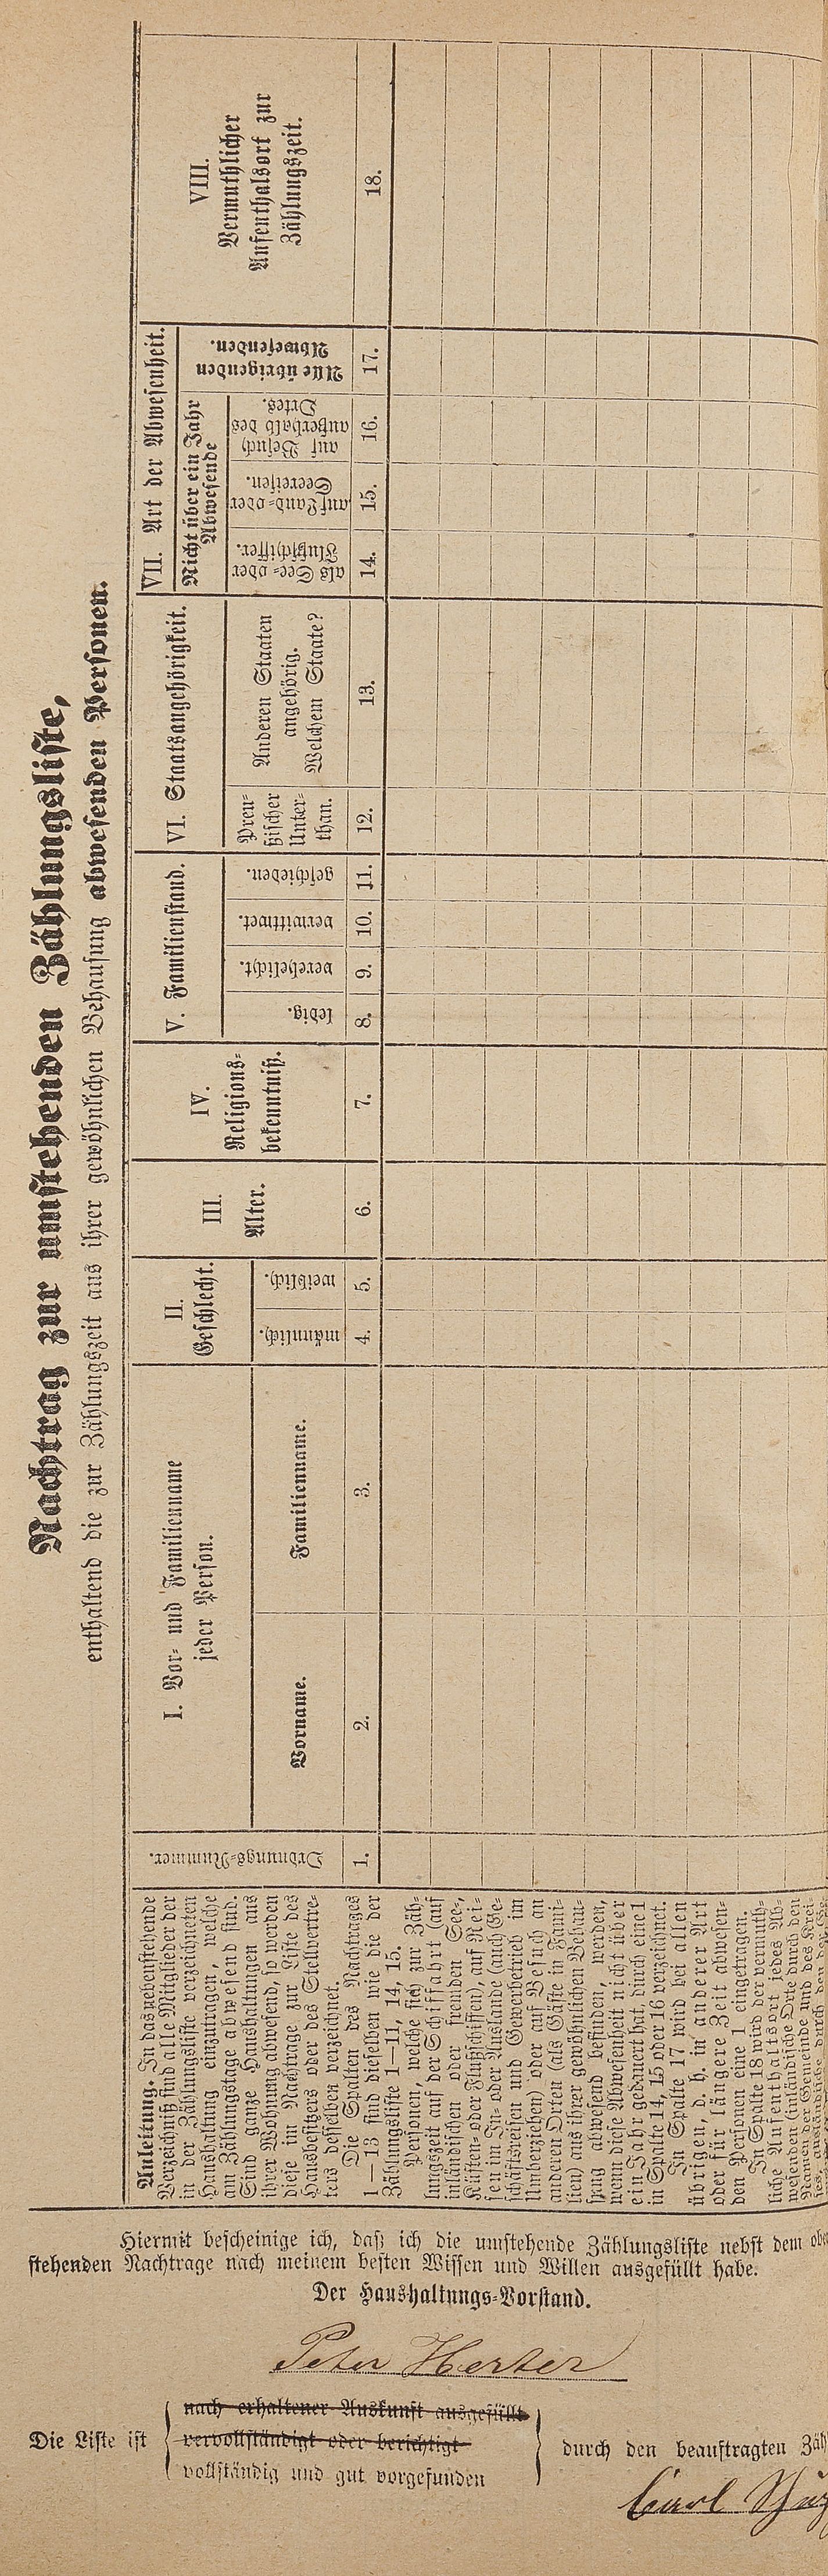 Nachtrag zur umstehenden Zählungsliste,
enthaltend die zur Zählungszeit aus ihrer gewöhnlichen Behausung abwesenden Personen.
Anleitung. In das nebenstehende
Verzeichniß sind alle Mitglieder der
in der Zählungsliste verzeichneten
Haushaltung einzutragen, welche
am Zählungstage abwesend sind.
Sind ganze Haushaltungen aus
ihrer Wohnung abwesend, so werden
diese im Nachtrage zur Liste des
Hausbesitzers oder des Stellvertre-
ters desselben verzeichnet.
Die Spalten des Nachtrages
1—13 sind dieselben wie die der
Zählungsliste 1—11, 14, 15.
Personen, welche sich zur Zäh-
lungszeit auf der Schiffahrt (auf
inländischen oder fremden See-,
Küsten- oder Flußschiffen), auf Rei-
sen im In- oder Auslande (auch Ge-
schäftsreisen und Gewerbetrieb im
Umherziehen) oder auf Besuch an
anderen Orten (als Gäste in Fami-
lien) aus ihrer gewöhnlichen Behau-
sung abwesend befinden, werden,
wenn diese Abwesenheit nicht über
ein Jahr gedauert hat, durch eine 1
in Spalte 14, 15 oder 16 verzeichnet.
In Spalte 17 wird bei allen
übrigen, d. h. in anderer Art
oder für längere Zeit abwesen-
den Personen eine 1 eingetragen.
In Spalte 18 wird der vermuth-
liche Aufenthaltsort jedes Ab-
wesenden (inländische Orte durch den
Namen der Gemeinde und des Krei-
ses, ausländische durch den der
Ordnungs-Nummer.
1.
I. Vor- und Familienname
jeder Person.
Vorname.
2.
Familienname.
3.
II.
Geschlecht.
männlich.
4.
weiblich.
5.
III.
Alter.
6.
IV.
Religions-
bekenntniß.
7.
V. Familienstand.
ledig.
8.
verehelicht.
9.
verwittwet.
10.
geschieden.
11.
VI. Staatsangehörigkeit.
Preu-
ßischer
Unter-
than.
12.
Anderen Staaten
angehörig.
Welchem Staate?
13.
VII. Art der Abwesenheit.
Nicht über ein Jahr
Abwesende
als See- oder
Flußschiffer.
14.
auf Land- oder
Seereisen.
15.
auf Besuch
außerhalb des
Ortes.
16.
Alle übrigenden
Abwesenden.
17.
VIII.
Vermuthlicher
Aufenthalsort zur
Zählungszeit.
18.
Hiermit bescheinige ich, daß ich die umstehende Zählungsliste nebst dem obe
stehenden Nachtrage nach meinem besten Wissen und Willen ausgefüllt habe.
Der Haushaltungs-Vorstand.
Peter Herter
nach erhaltener Auskunft ausgefüllt
Die Liste ist vervollständigt oder berichtigt durch den beauftragten Zäh
vollständig und gut vorgefunden
Carl